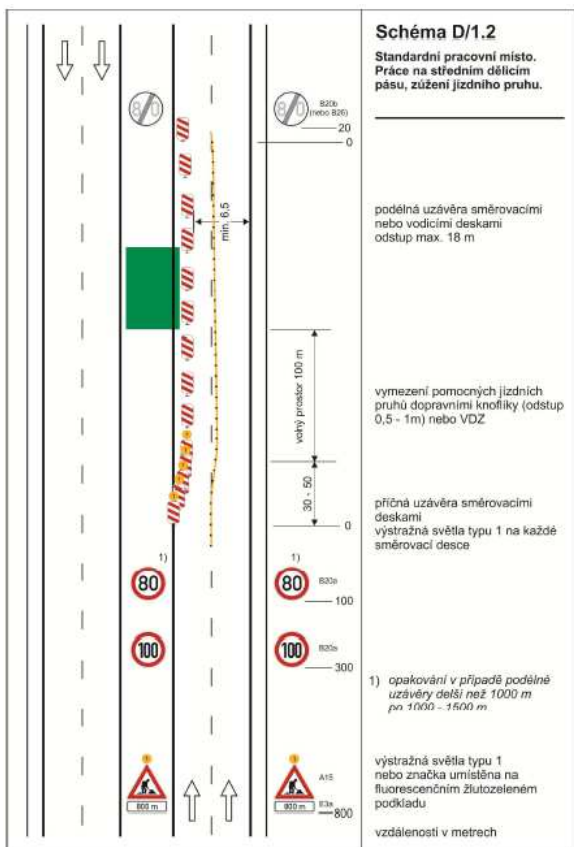 Schéma D/1.2
Standardní pracovní místo.
Práce na středním dělicím
pásu, zúžení jízdního pruhu.
80
80
B20b
(nebo B26)
20
0
min. 6,5
podélná uzávěra směrovacími
nebo vodicími deskami
odstup max. 18 m
volný prostor 100 m
vymezení pomocných jízdních
pruhů dopravními knoflíky (odstup
0,5 - 1m) nebo VDZ
30 - 50
příčná uzávěra směrovacími
deskami
výstražná světla typu 1 na každé
směrovací desce
0
1)
1)
80
80
B20a
100
100
100
B20a
300
1) opakování v případě podélné
uzávěry delší než 1000 m
po 1000 - 1500 m
výstražná světla typu 1
nebo značka umístěna na
fluorescenčním žlutozeleném
podkladu
1
1
A15
800 m
800 m
E3a
800
vzdálenosti v metrech